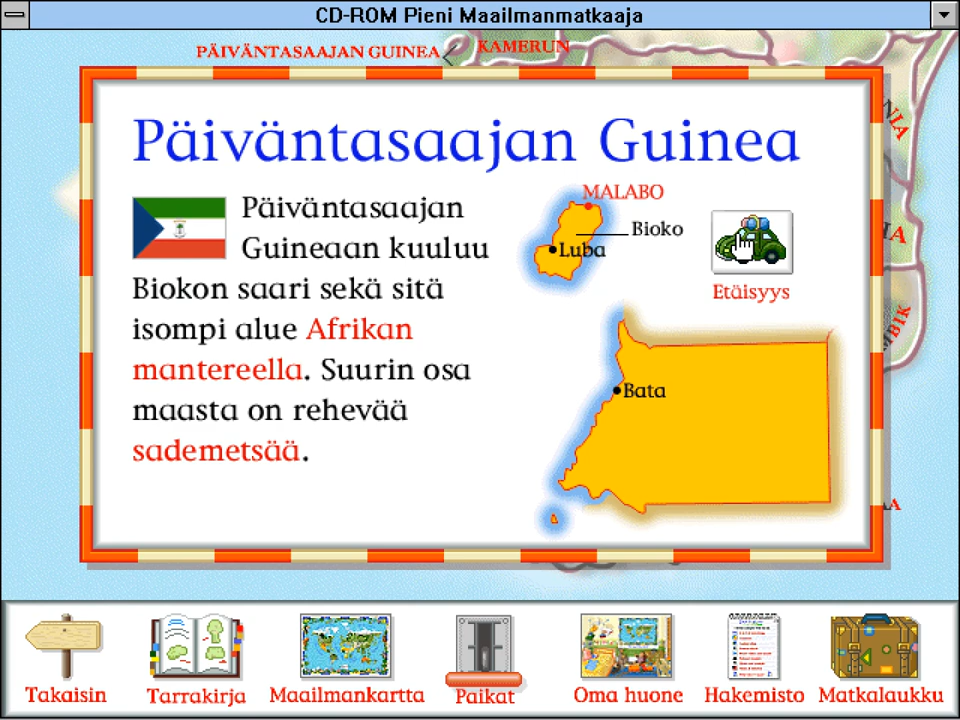 CD-ROM Pieni Maailmanmatkaaja
PÄIVÄNTASAAJAN GUINEA
KAMERUN
Päiväntasaajan Guinea
Päiväntasaajan
Guineaan kuuluu
Biokon saari sekä sitä
isompi alue Afrikan
mantereella. Suurin osa
maasta on rehevää
sademetsää.
MALABO
Bioko
Luba
Etäisyys
Bata
Takaisin
Tarrakirja
Maailmankartta
Paikat
Oma huone
Hakemisto
Matkalaukku